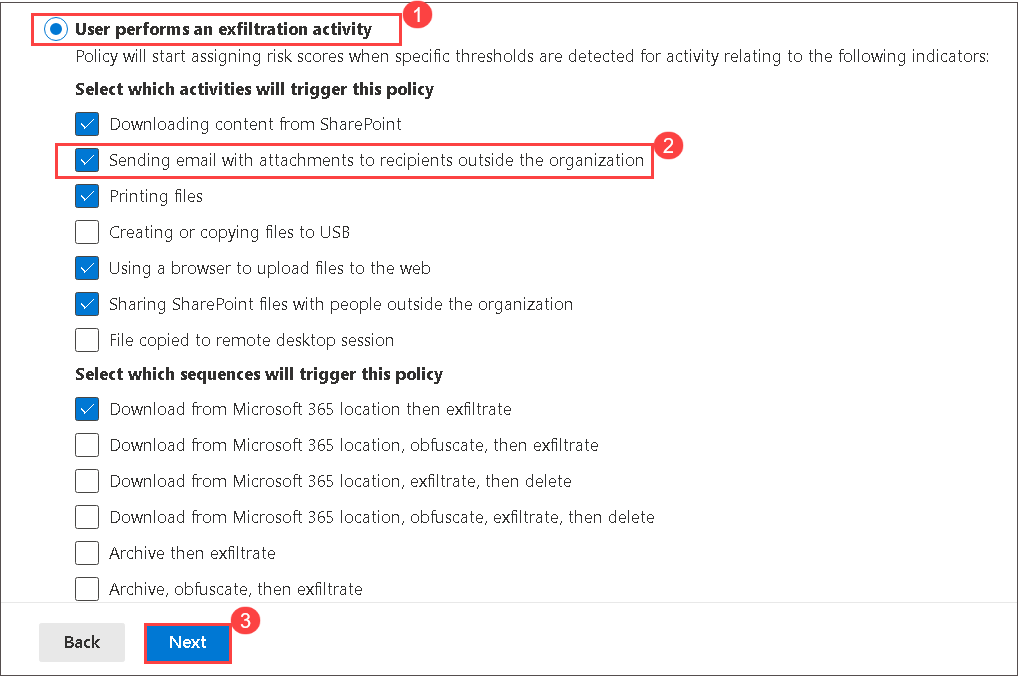 1
User performs an exfiltration activity
Policy will start assigning risk scores when specific thresholds are detected for activity relating to the following indicators:
Select which activities will trigger this policy
Downloading content from SharePoint
2
Sending email with attachments to recipients outside the organization
Printing files
Creating or copying files to USB
Using a browser to upload files to the web
Sharing SharePoint files with people outside the organization
File copied to remote desktop session
Select which sequences will trigger this policy
Download from Microsoft 365 location then exfiltrate
Download from Microsoft 365 location, obfuscate, then exfiltrate
Download from Microsoft 365 location, exfiltrate, then delete
Download from Microsoft 365 location, obfuscate, exfiltrate, then delete
Archive then exfiltrate
Archive, obfuscate, then exfiltrate
3
Back Next